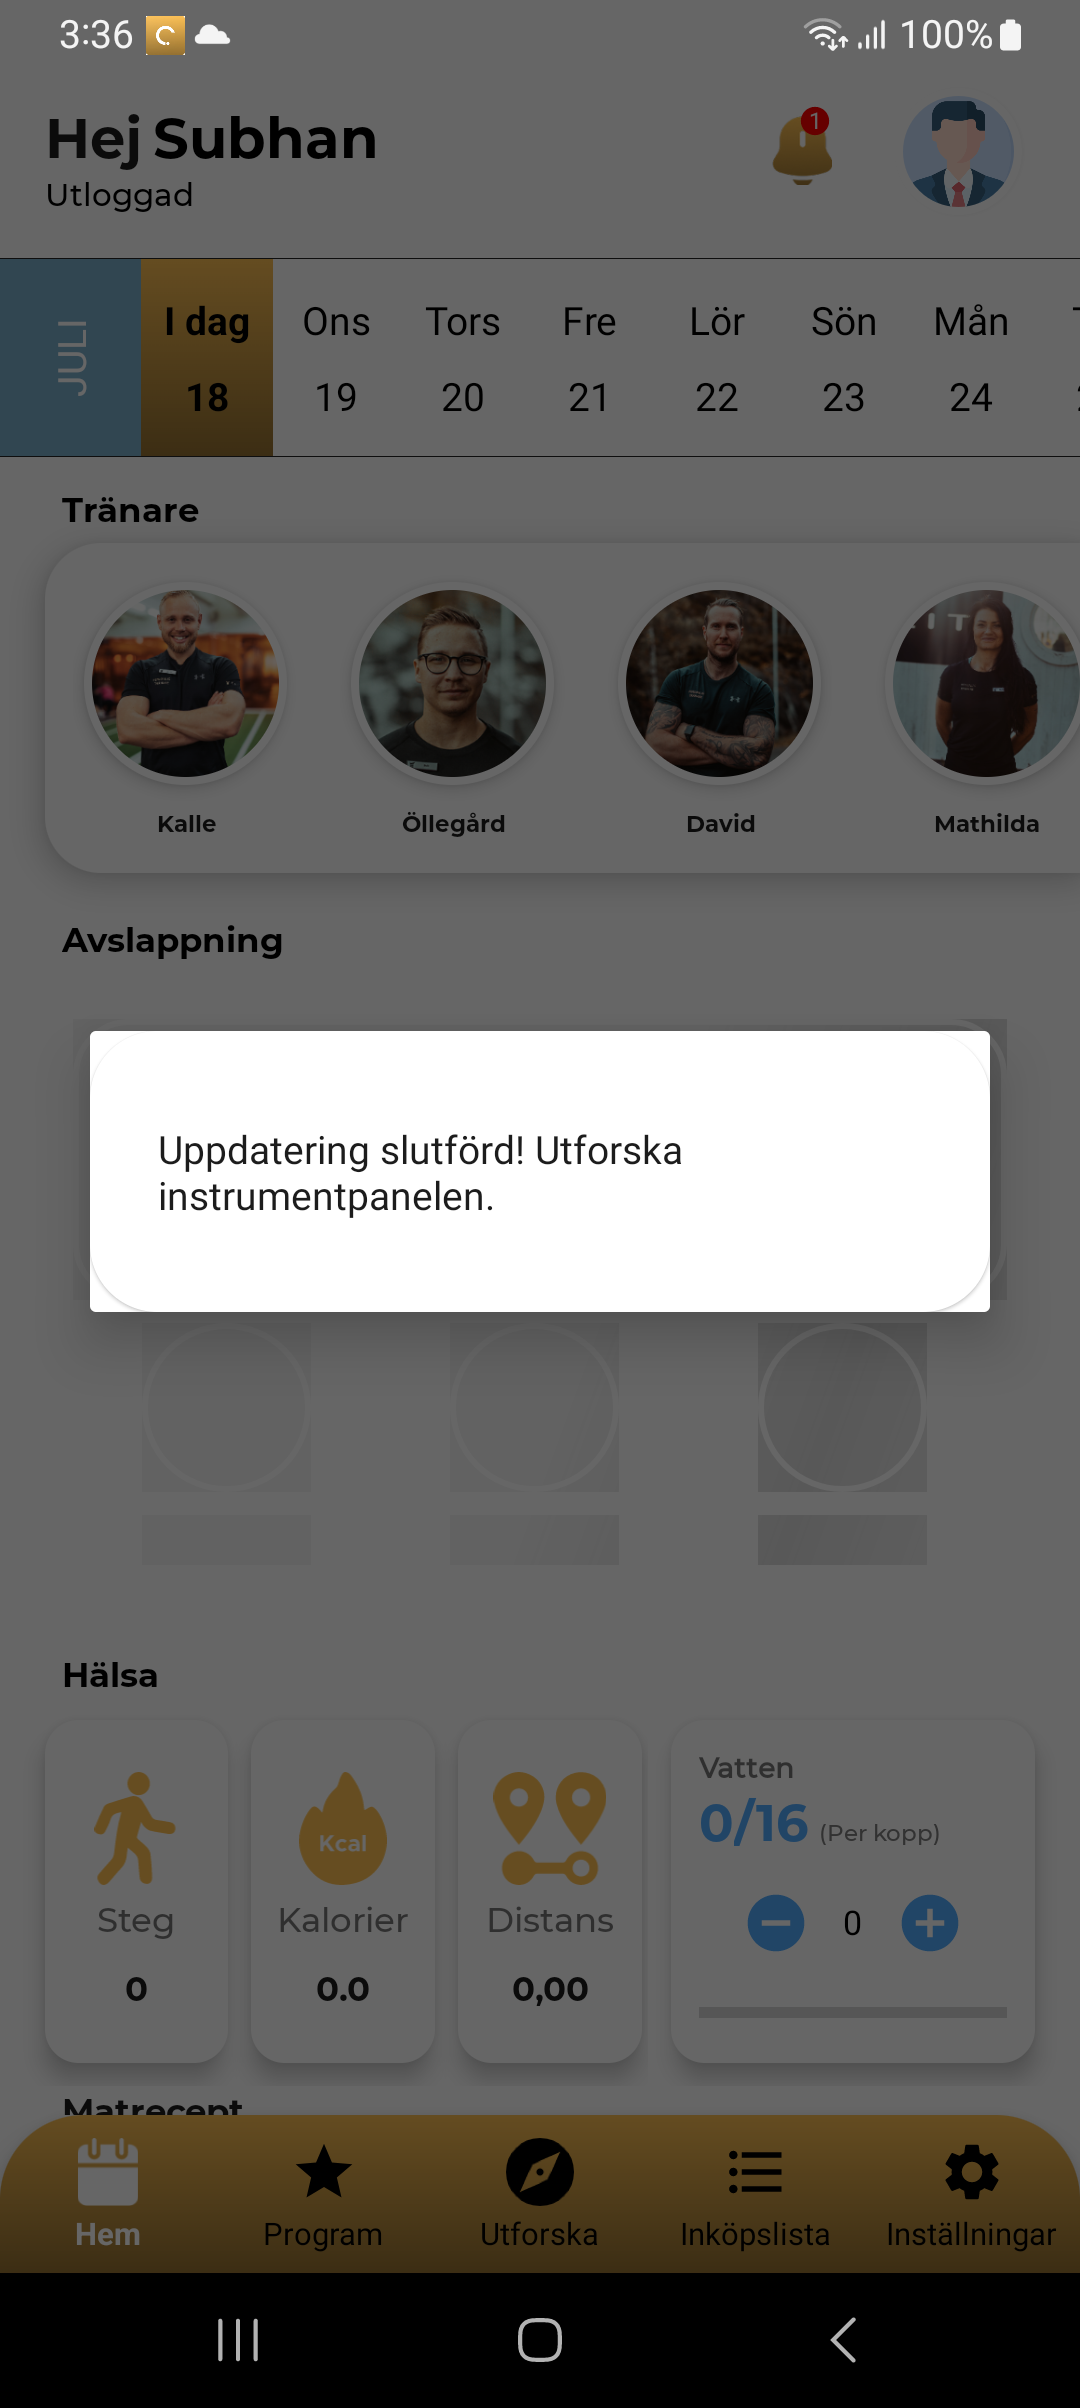 3:36
100%
Hej Subhan
1
Utloggad
JULI
I dag
Ons
Tors
Fre
Lör
Sön
Mån
18
19
20
21
22
23
24
Tränare
Kalle
Öllegård
David
Mathilda
Avslappning
Uppdatering slutförd! Utforska
instrumentpanelen.
Hälsa
Kcal
Steg
Kalorier
Distans
0
0.0
0,00
Vatten
0/16 (Per kopp)
0
Matrecept
Hem
Program
Utforska
Inköpslista
Inställningar